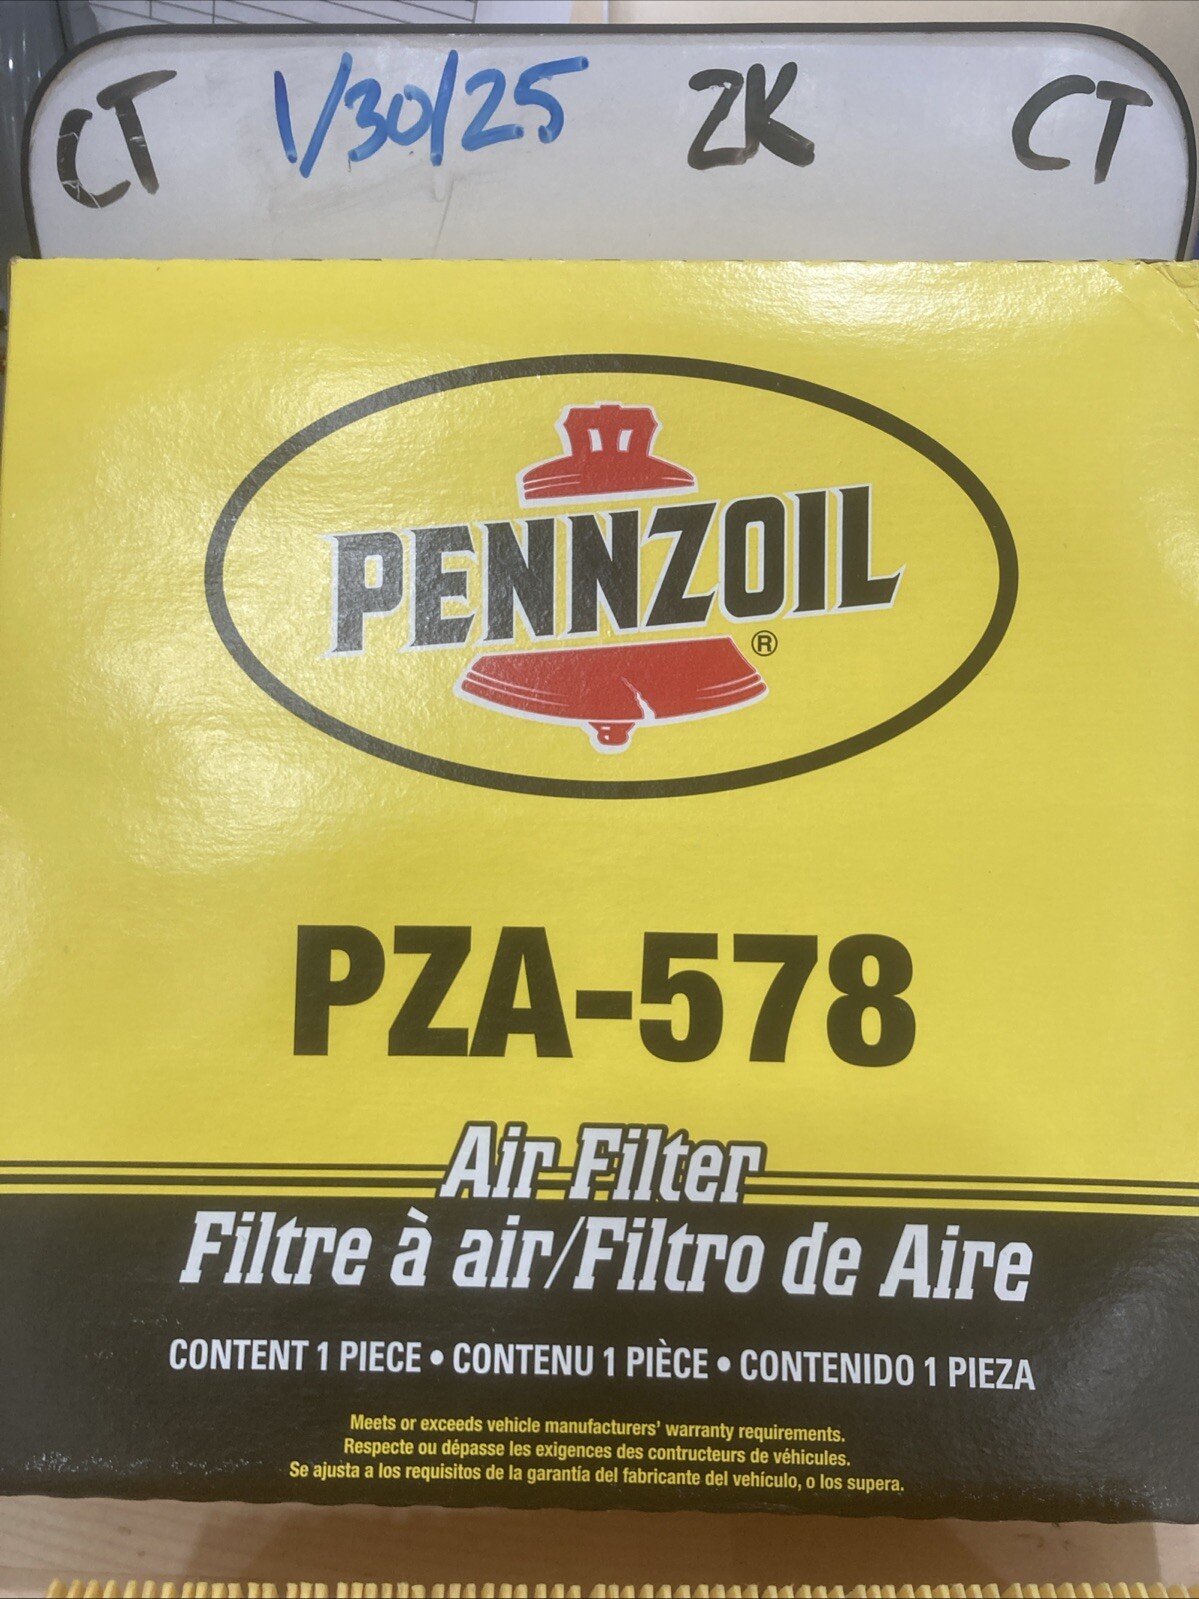 CT 1/30/25 ZK CT
PENNZOIL®
PZA-578
Air Filter
Filtre à air/Filtro de Aire
CONTENT 1 PIECE • CONTENU 1 PIÈCE • CONTENIDO 1 PIEZA
Meets or exceeds vehicle manufacturers' warranty requirements.
Respecte ou dépasse les exigences des contructeurs de véhicules.
Se ajusta a los requisitos de la garantía del fabricante del vehículo, o los supera.